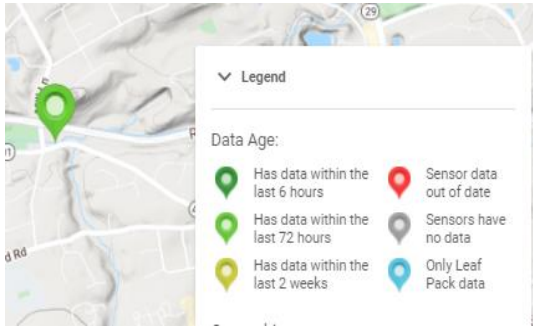 29
Legend
Data Age:
Has data within the
last 6 hours
Sensor data
out of date
Has data within the
last 72 hours
Sensors have
no data
Has data within the
last 2 weeks
Only Leaf
Pack data
d Rd